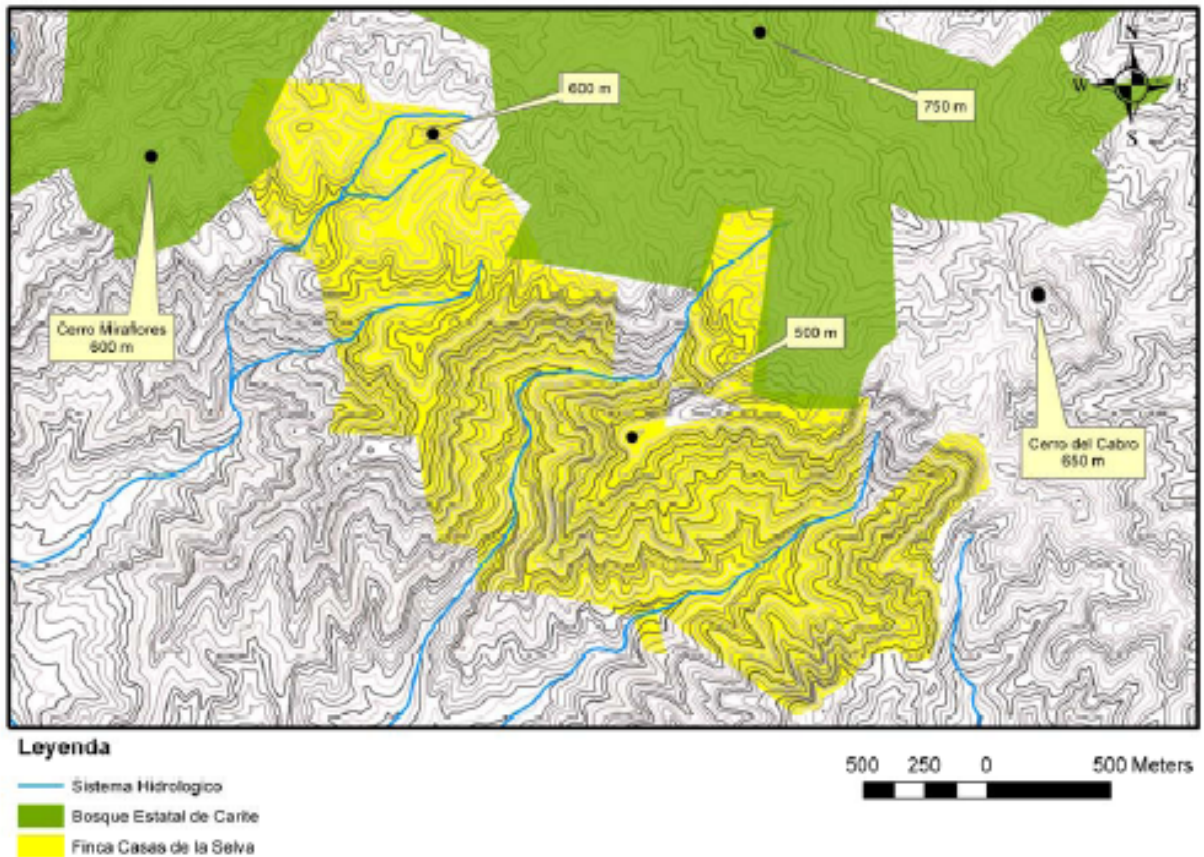 N
600 m
750 m
W E
S
Cerro Miraflores
600 m
500 m
Cerro del Cabro
650 m
Leyenda
Sistema Hidrologico
Bosque Estatal de Carite
Finca Casas de la Selva
500 250 0 500 Meters